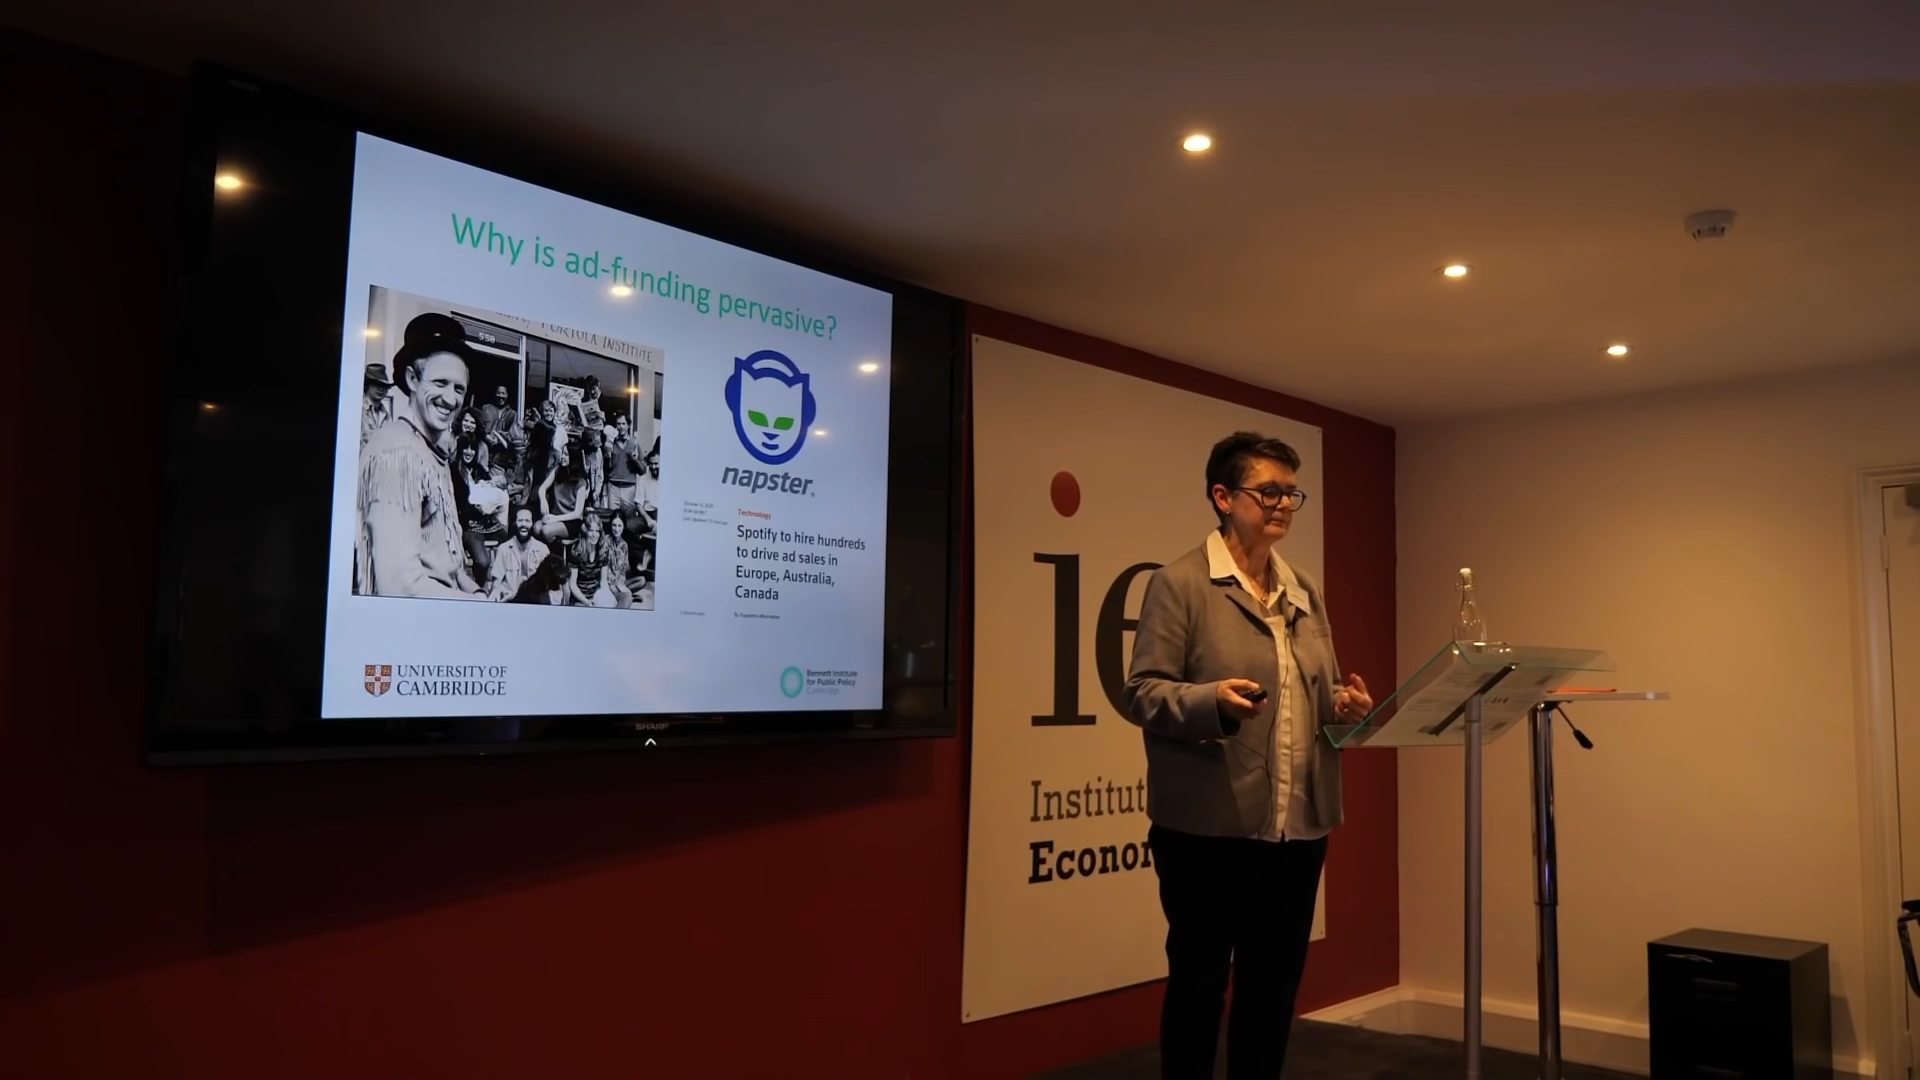 Why is ad-funding pervasive?
558
PORTOLA INSTITUTE
napster
Technology
Spotify to hire hundreds
to drive ad sales in
Europe, Australia,
Canada
UNIVERSITY OF
CAMBRIDGE
Bennett Institute
for Public Policy
Cambridge
SHARP
ie
Institut
Econo